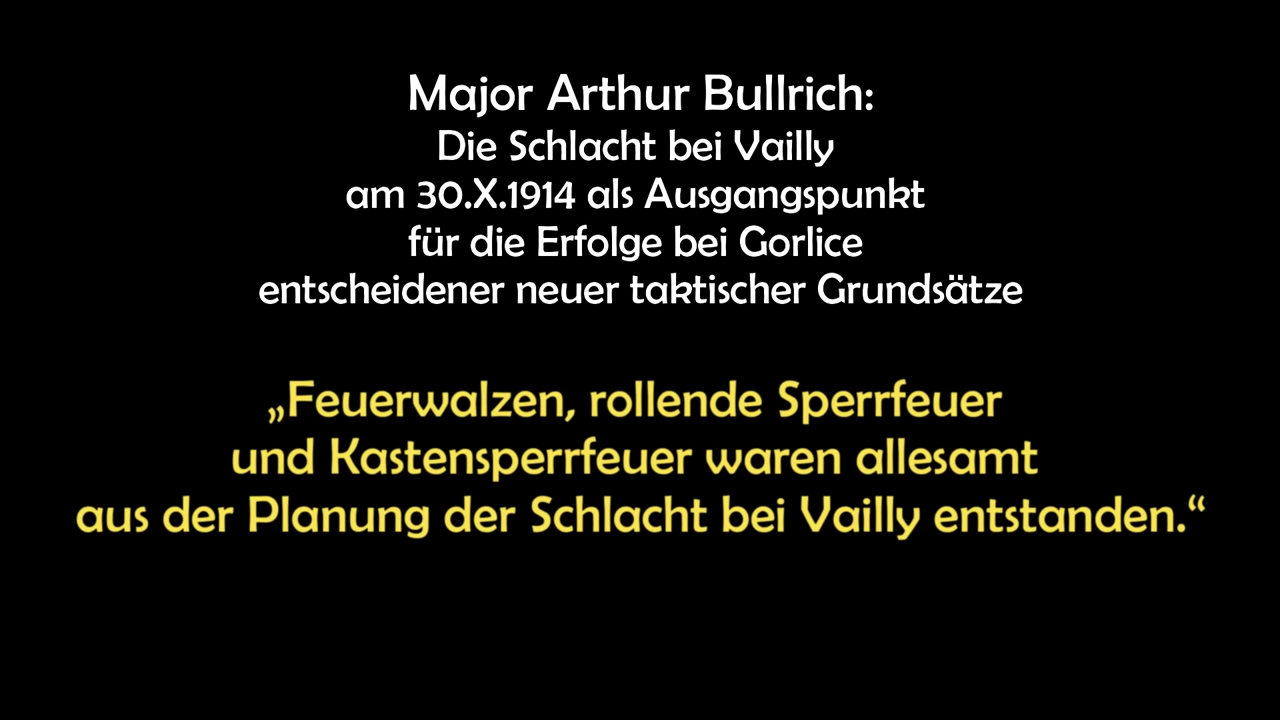 Major Arthur Bullrich:
Die Schlacht bei Vailly
am 30.X.1914 als Ausgangspunkt
für die Erfolge bei Gorlice
entscheidener neuer taktischer Grundsätze
„Feuerwalzen, rollende Sperrfeuer
und Kastensperrfeuer waren allesamt
aus der Planung der Schlacht bei Vailly entstanden.“